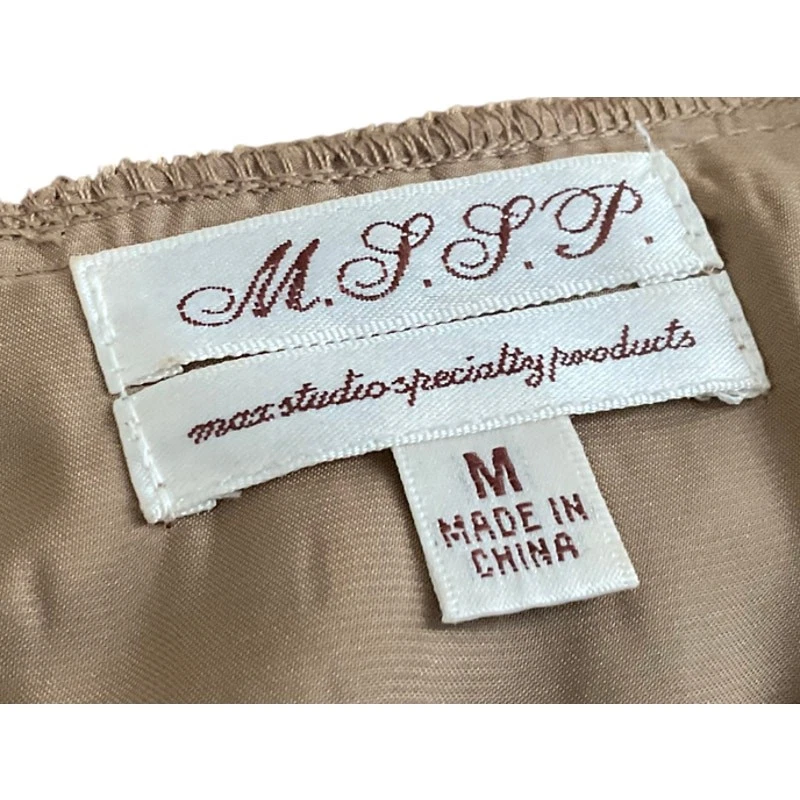 M.S.S.P.
max studio specialty products
M
MADE IN
CHINA